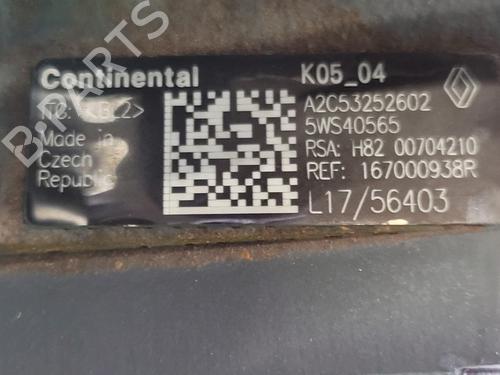 Continental
Made in
Czech
Republic
K05_04
A2C53252602
5WS40565
RSA: H82 00704210
REF: 167000938R
L17/56403
B-PARTS